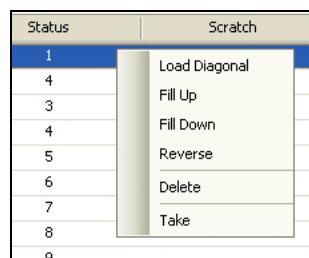 Status Scratch
1
4
3
4
5
6
7
8
9
Load Diagonal
Fill Up
Fill Down
Reverse
Delete
Take